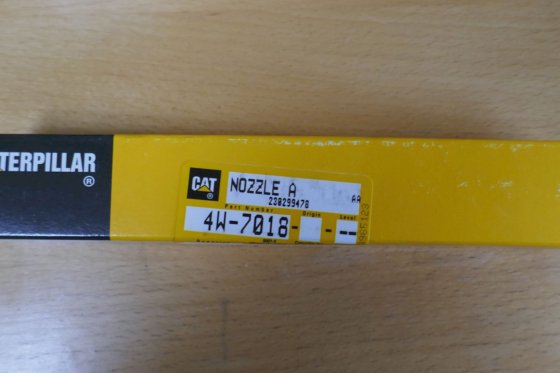 TERPILLAR
®
CAT
®
NOZZLE A
230299478
AA
Part Number Origin Level
4W-7018- - --